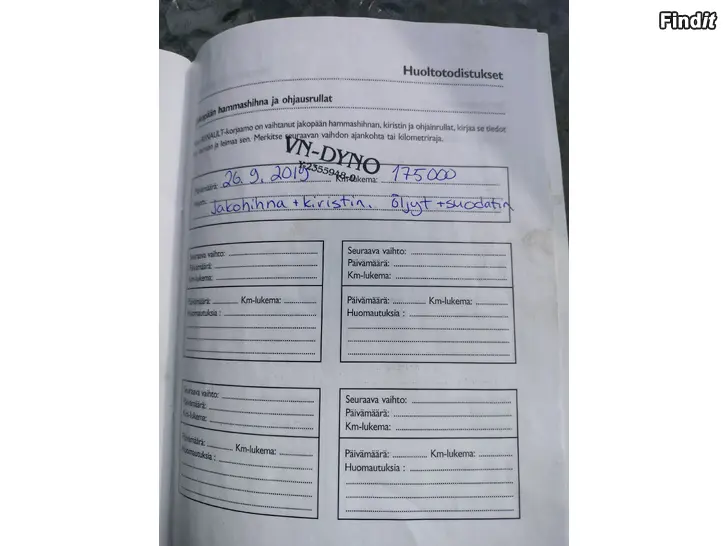 Findit
Huoltotodistukset
hammashihna ja ohjausrullat
RENAULT-korjaamo on vaihtanut jakopään hammashihnan, kiristin ja ohjainrullat, kirjaa se tiedot
ja leimaa sen. Merkitse seuraavan vaihdon ajankohta tai kilometriraja.
VN-DYNO
Päivämäärä: 26.9.2019 Km-lukema: 175000
Jakohihna + kiristin. Öljyt + suodatin
Seuraava vaihto:
Päivämäärä:
Km-lukema:
Päivämäärä: Km-lukema:
Huomautuksia :
Seuraava vaihto:
Päivämäärä:
Km-lukema:
Päivämäärä: Km-lukema:
Huomautuksia :
Seuraava vaihto:
Päivämäärä:
Km-lukema:
Päivämäärä: Km-lukema:
Huomautuksia :
Seuraava vaihto:
Päivämäärä:
Km-lukema:
Päivämäärä: Km-lukema:
Huomautuksia :